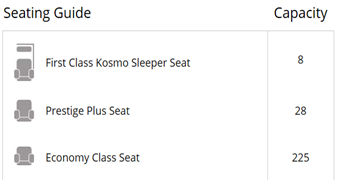 Seating Guide Capacity
First Class Kosmo Sleeper Seat 8
Prestige Plus Seat 28
Economy Class Seat 225